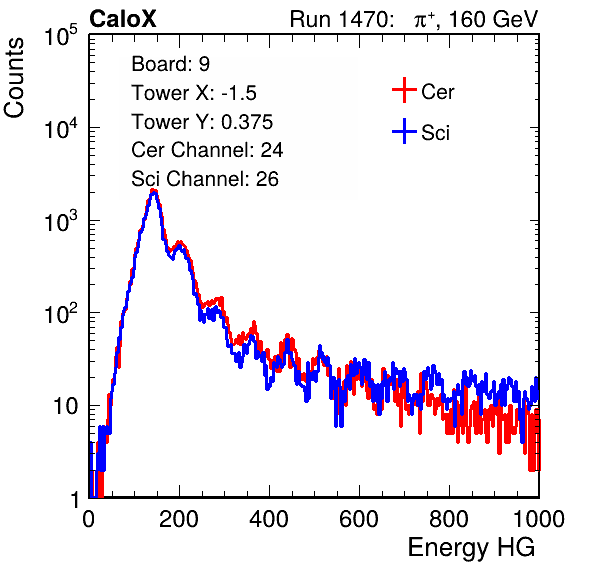 CaloX Run 1470: π⁺, 160 GeV
Counts
10⁵
10⁴
10³
10²
10
1
Board: 9
Tower X: -1.5
Tower Y: 0.375
Cer Channel: 24
Sci Channel: 26
Cer
Sci
0 200 400 600 800 1000
Energy HG